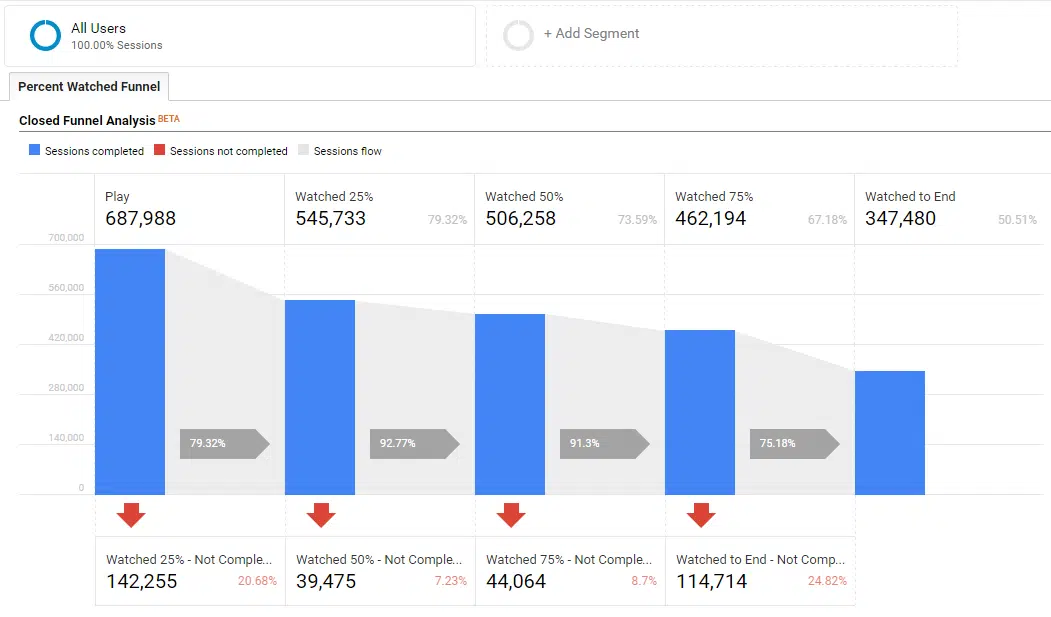 All Users
100.00% Sessions
+ Add Segment
Percent Watched Funnel
Closed Funnel Analysis BETA
Sessions completed Sessions not completed Sessions flow
Play Watched 25% Watched 50% Watched 75% Watched to End
687,988 545,733 79.32% 506,258 73.59% 462,194 67.18% 347,480 50.51%
700,000
560,000
420,000
280,000
140,000
79.32% 92.77% 91.3% 75.18%
0
Watched 25% - Not Comple... Watched 50% - Not Comple... Watched 75% - Not Comple... Watched to End - Not Comp...
142,255 20.68% 39,475 7.23% 44,064 8.7% 114,714 24.82%